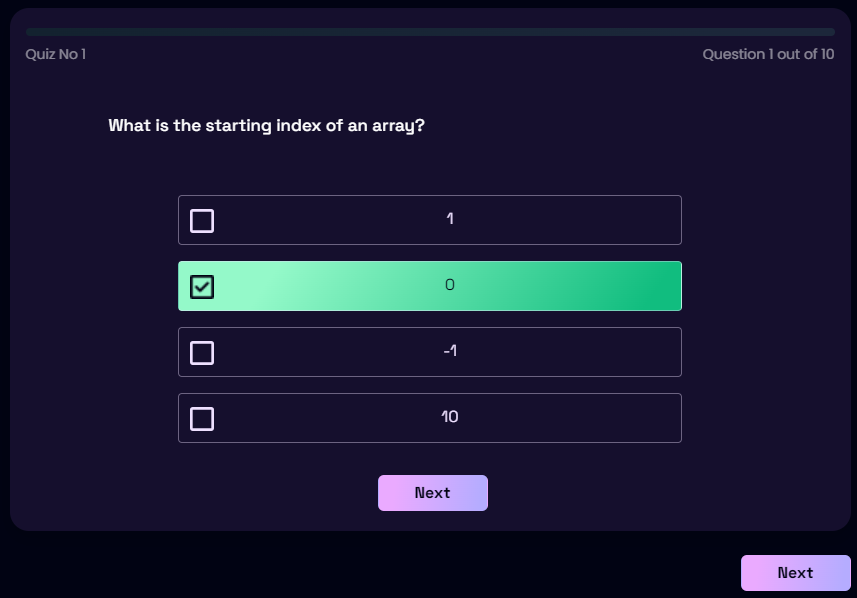 Quiz No 1
Question 1 out of 10
What is the starting index of an array?
1
0
-1
10
Next
Next